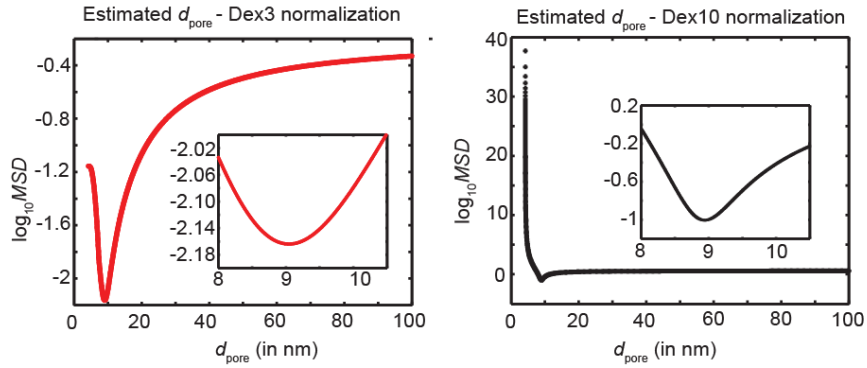 Estimated dpore - Dex3 normalization
-0.4
-0.8
-1.2
-1.6
-2
log10MSD
-2.02
-2.06
-2.10
-2.14
-2.18
8 9 10
0 20 40 60 80 100
dpore (in nm)
Estimated dpore - Dex10 normalization
40
30
20
10
0
log10MSD
0.2
-0.2
-0.6
-1
8 9 10
0 20 40 60 80 100
dpore (in nm)